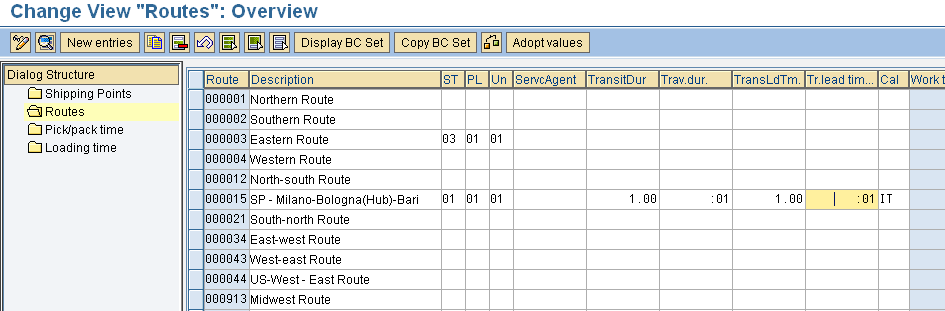 Change View "Routes": Overview
New entries Display BC Set Copy BC Set Adopt values
Dialog Structure
Shipping Points
Routes
Pick/pack time
Loading time
Route Description ST PL Un ServcAgent TransitDur Trav.dur. TransLdTm. Tr.lead tim... Cal Work t
000001 Northern Route
000002 Southern Route
000003 Eastern Route 03 01 01
000004 Western Route
000012 North-south Route
000015 SP - Milano-Bologna(Hub)-Bari 01 01 01 1.00 :01 1.00 :01 IT
000021 South-north Route
000034 East-west Route
000043 West-east Route
000044 US-West - East Route
000913 Midwest Route